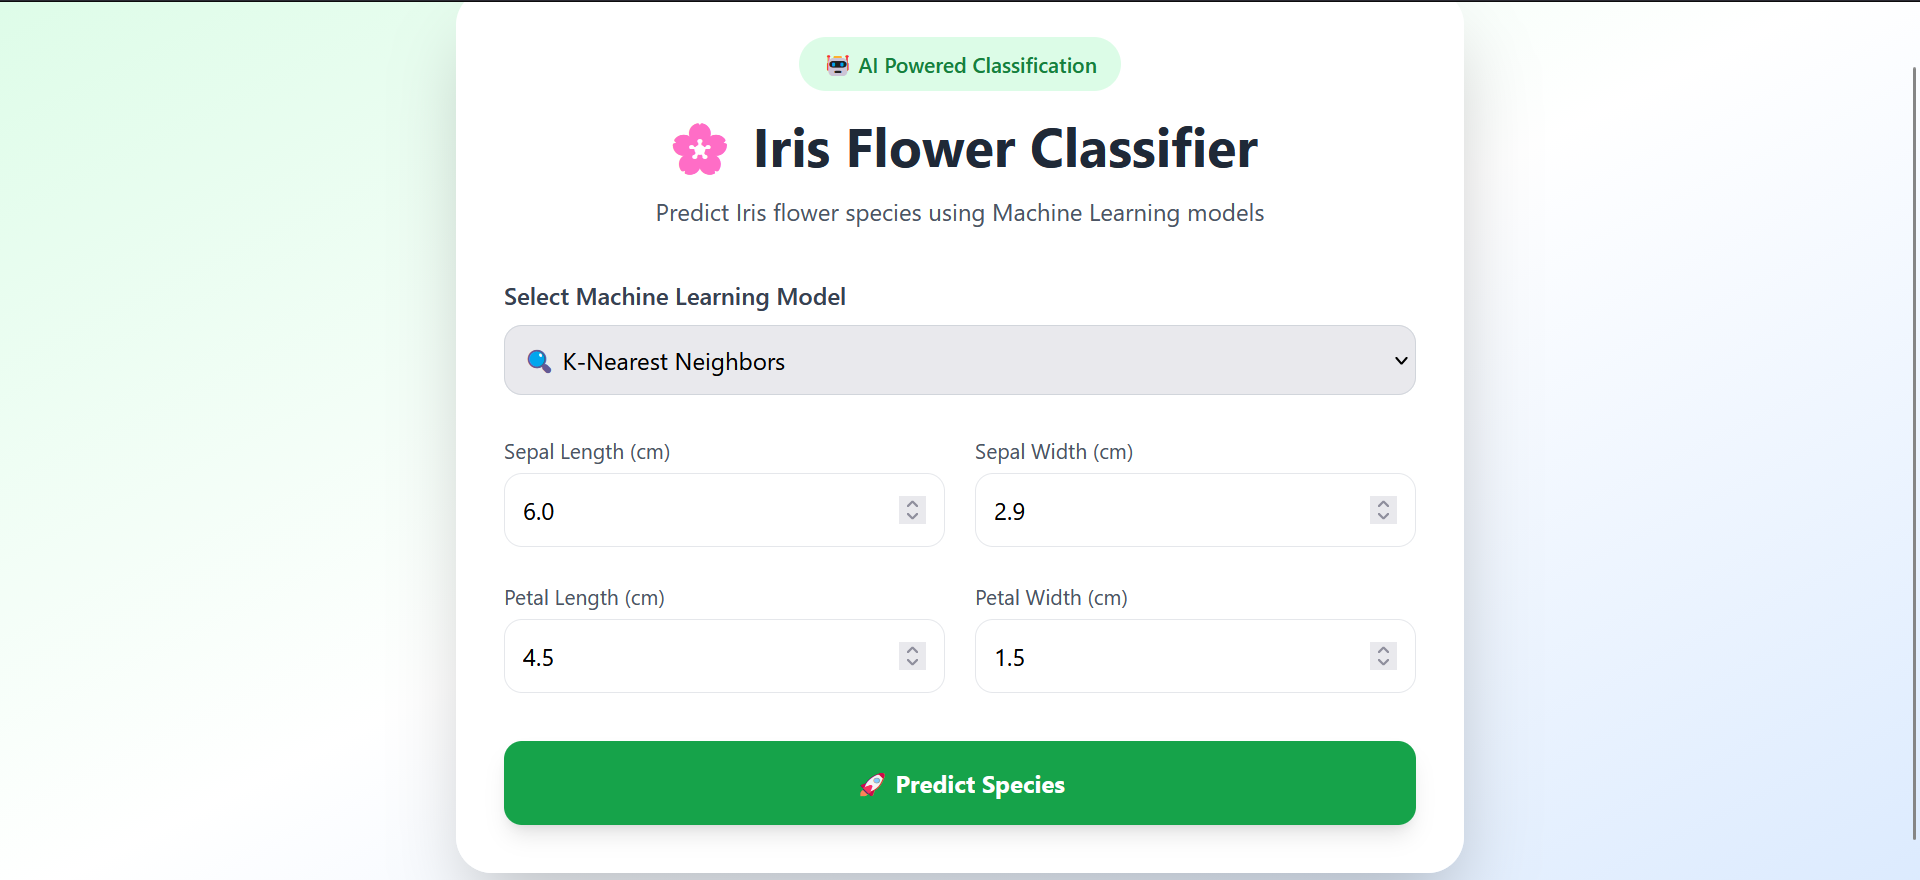 AI Powered Classification
Iris Flower Classifier
Predict Iris flower species using Machine Learning models
Select Machine Learning Model
K-Nearest Neighbors
Sepal Length (cm)
Sepal Width (cm)
6.0
2.9
Petal Length (cm)
Petal Width (cm)
4.5
1.5
Predict Species